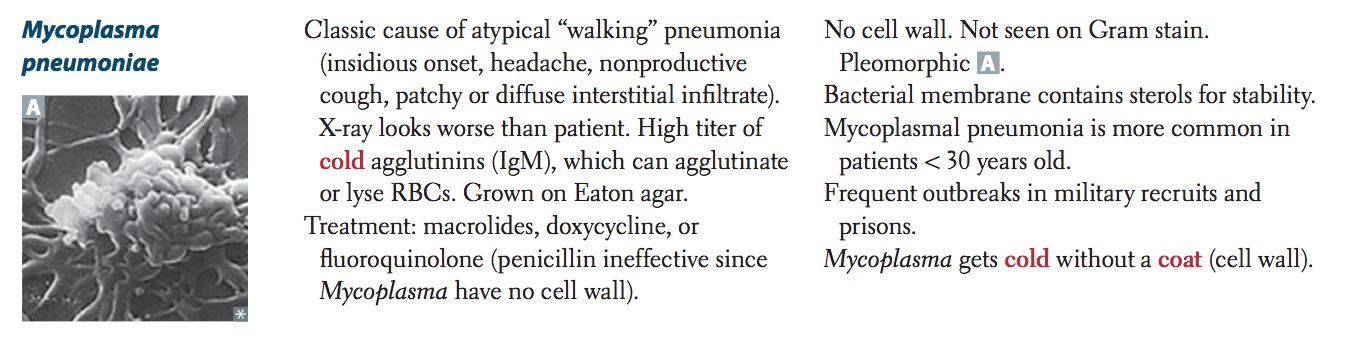 Mycoplasma
pneumoniae
A
Classic cause of atypical “walking” pneumonia
(insidious onset, headache, nonproductive
cough, patchy or diffuse interstitial infiltrate).
X-ray looks worse than patient. High titer of
cold agglutinins (IgM), which can agglutinate
or lyse RBCs. Grown on Eaton agar.
Treatment: macrolides, doxycycline, or
fluoroquinolone (penicillin ineffective since
Mycoplasma have no cell wall).
No cell wall. Not seen on Gram stain.
Pleomorphic A.
Bacterial membrane contains sterols for stability.
Mycoplasmal pneumonia is more common in
patients < 30 years old.
Frequent outbreaks in military recruits and
prisons.
Mycoplasma gets cold without a coat (cell wall).